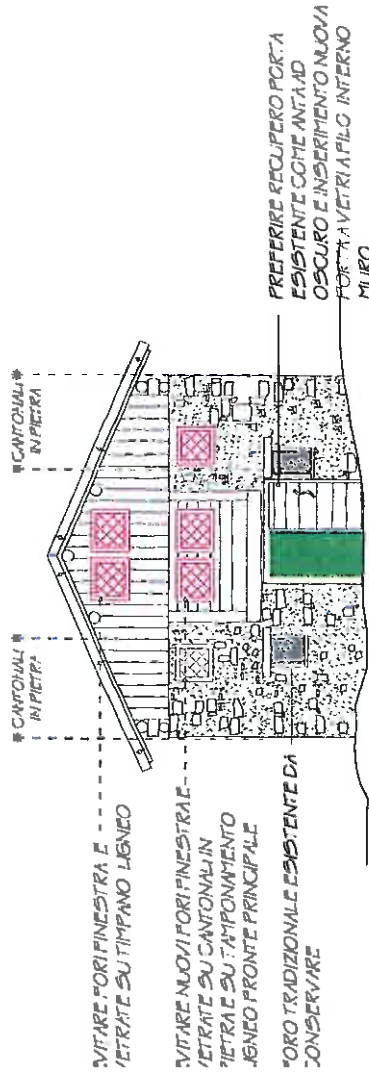 *CANTONALI*
IN PIETRA
*CANTONALI*
IN PIETRA
VITARE FORI FINESTRA E
VETRATE SU TIMPANO LIGNEO
VITARE NUOVI FORI FINESTRA E
VETRATE SU CANTONALI IN
PIETRA E SU TAMPONAMENTO
IGNEO FRONTE PRINCIPALE
FORO TRADIZIONALE ESISTENTE DA
CONSERVARE
PREFERIRE RECUPERO PORTA
ESISTENTE COME ANTA AD
OSCURO E INSERIMENTO NUOVA
PORTA A VETRI A FILO INTERNO
MURO